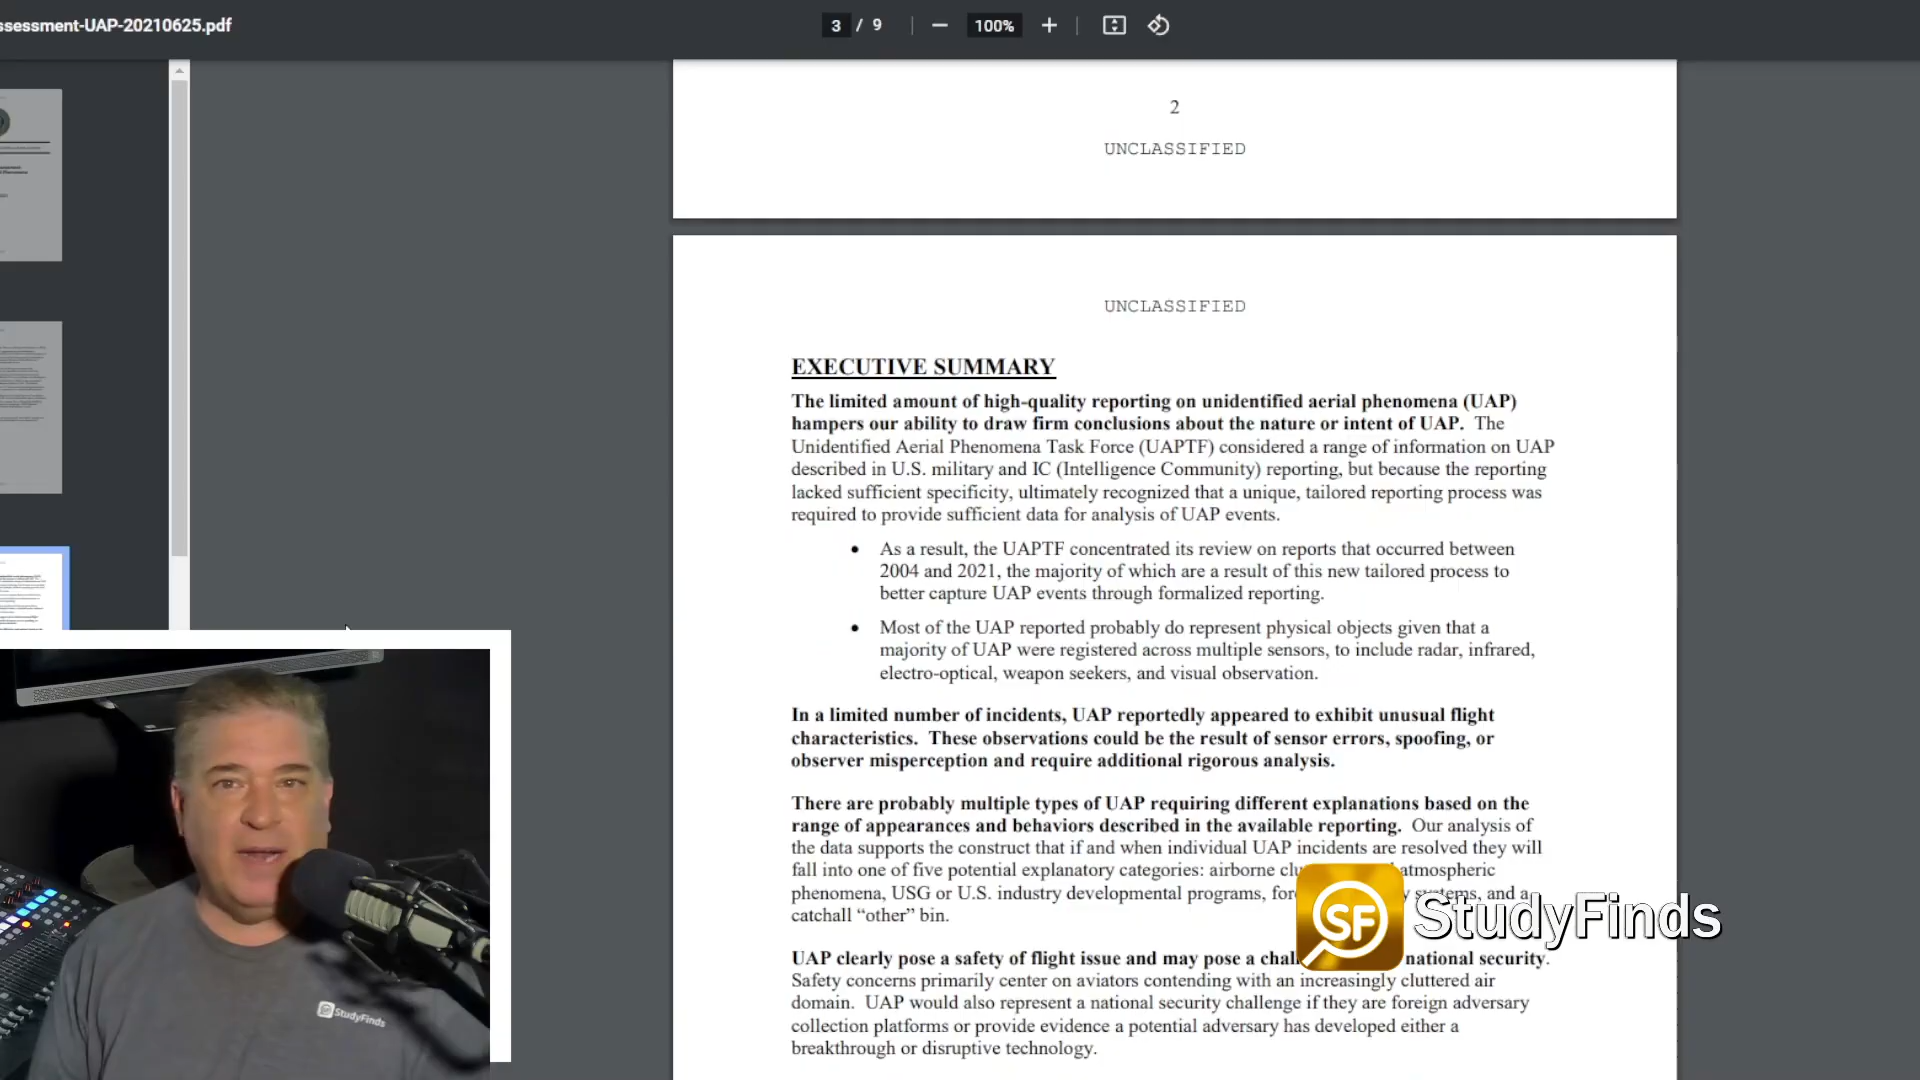 ssessment-UAP-20210625.pdf
3 / 9
100%
2
UNCLASSIFIED
UNCLASSIFIED
EXECUTIVE SUMMARY
The limited amount of high-quality reporting on unidentified aerial phenomena (UAP)
hampers our ability to draw firm conclusions about the nature or intent of UAP. The
Unidentified Aerial Phenomena Task Force (UAPTF) considered a range of information on UAP
described in U.S. military and IC (Intelligence Community) reporting, but because the reporting
lacked sufficient specificity, ultimately recognized that a unique, tailored reporting process was
required to provide sufficient data for analysis of UAP events.
• As a result, the UAPTF concentrated its review on reports that occurred between
2004 and 2021, the majority of which are a result of this new tailored process to
better capture UAP events through formalized reporting.
• Most of the UAP reported probably do represent physical objects given that a
majority of UAP were registered across multiple sensors, to include radar, infrared,
electro-optical, weapon seekers, and visual observation.
In a limited number of incidents, UAP reportedly appeared to exhibit unusual flight
characteristics. These observations could be the result of sensor errors, spoofing, or
observer misperception and require additional rigorous analysis.
There are probably multiple types of UAP requiring different explanations based on the
range of appearances and behaviors described in the available reporting. Our analysis of
the data supports the construct that if and when individual UAP incidents are resolved they will
fall into one of five potential explanatory categories: airborne clu atmospheric
phenomena, USG or U.S. industry developmental programs, for systems, and a
catchall “other” bin.
SF StudyFinds
UAP clearly pose a safety of flight issue and may pose a chal national security.
Safety concerns primarily center on aviators contending with an increasingly cluttered air
domain. UAP would also represent a national security challenge if they are foreign adversary
collection platforms or provide evidence a potential adversary has developed either a
breakthrough or disruptive technology.
StudyFinds